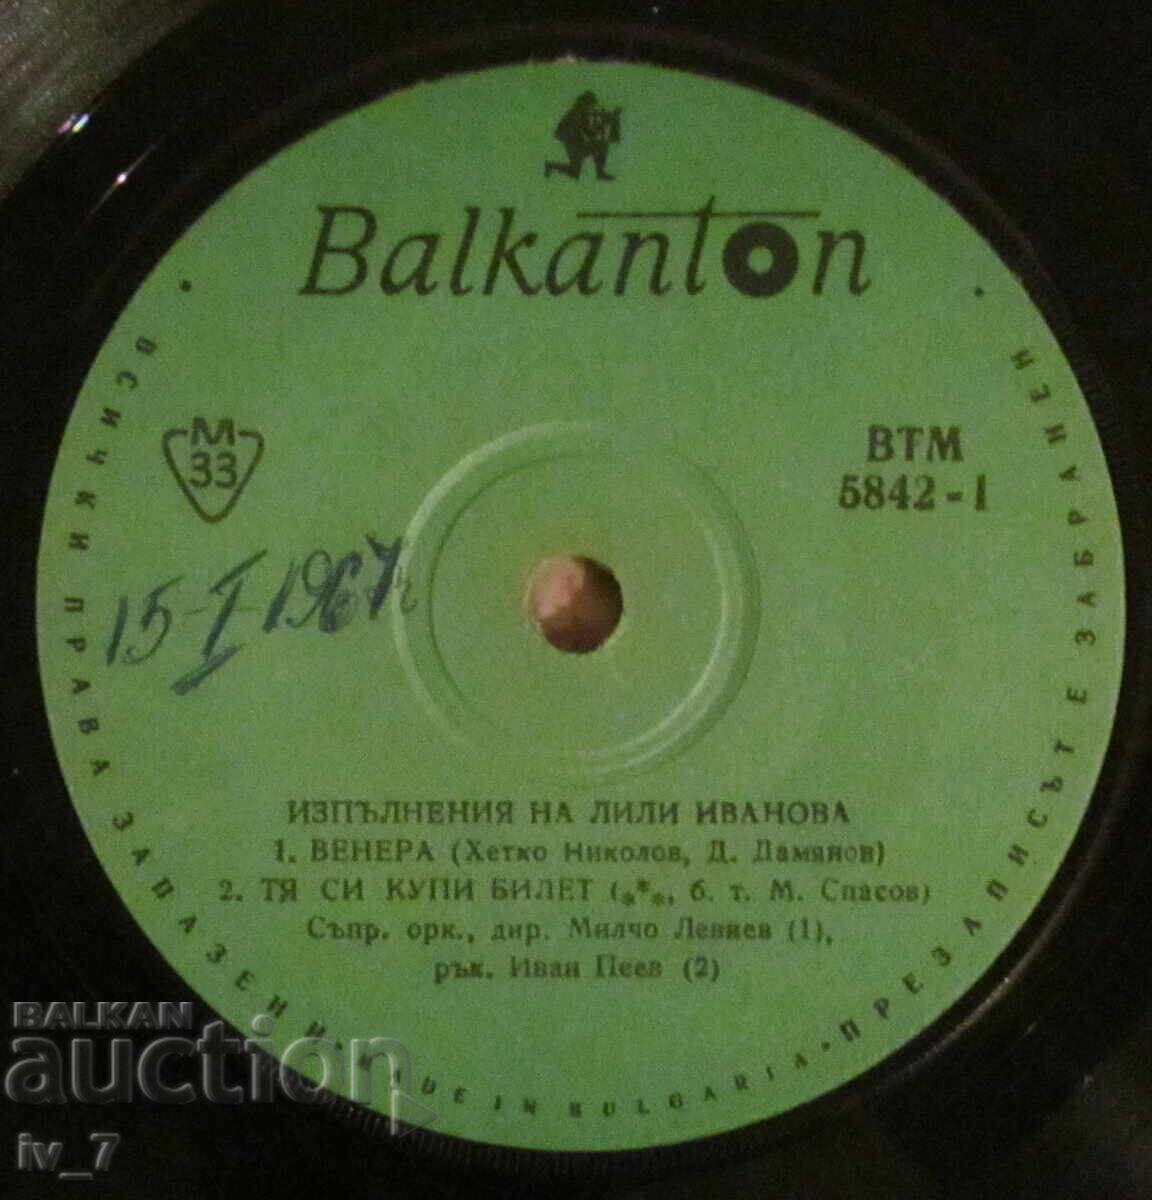 Balkanton
М
33
ВТМ
5842-1
15-I-1967г
ИЗПЪЛНЕНИЯ НА ЛИЛИ ИВАНОВА
1. ВЕНЕРА (Хетко Николов, Д. Дамянов)
2. ТЯ СИ КУПИ БИЛЕТ (***, б. т. М. Спасов)
Съпр. орк., дир. Милчо Левиев (1),
рък. Иван Пеев (2)
· ВСИЧКИ ПРАВА ЗАПАЗЕНИ · MADE IN BULGARIA · ПРЕЗАПИСЪТ Е ЗАБРАНЕН ·
BALKAN
auction
iv_7